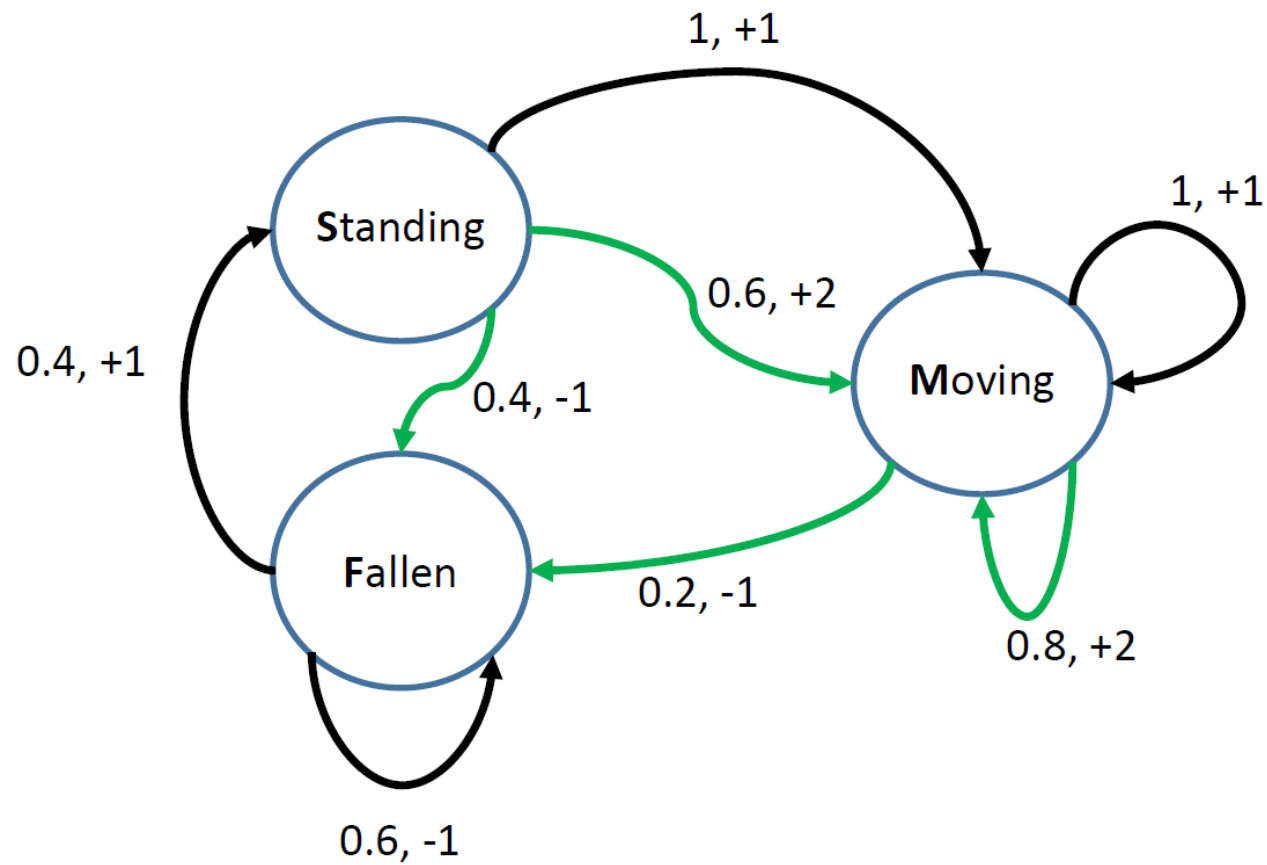 1, +1
1, +1
Standing
0.6, +2
0.4, +1
Moving
0.4, -1
Fallen
0.2, -1
0.8, +2
0.6, -1